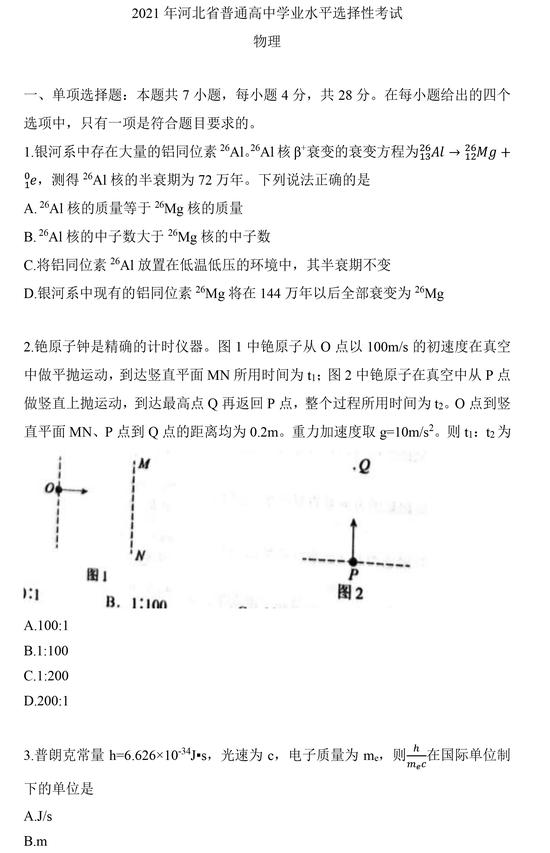 2021 年河北省普通高中学业水平选择性考试
物理
一、单项选择题：本题共 7 小题，每小题 4 分，共 28 分。在每小题给出的四个
选项中，只有一项是符合题目要求的。
1.银河系中存在大量的铝同位素 ²⁶Al。²⁶Al 核 β⁺衰变的衰变方程为²⁶₁₃Al → ²⁶₁₂Mg +
⁰₁e，测得 ²⁶Al 核的半衰期为 72 万年。下列说法正确的是
A. ²⁶Al 核的质量等于 ²⁶Mg 核的质量
B. ²⁶Al 核的中子数大于 ²⁶Mg 核的中子数
C.将铝同位素 ²⁶Al 放置在低温低压的环境中，其半衰期不变
D.银河系中现有的铝同位素 ²⁶Mg 将在 144 万年以后全部衰变为 ²⁶Mg
2.铯原子钟是精确的计时仪器。图 1 中铯原子从 O 点以 100m/s 的初速度在真空
中做平抛运动，到达竖直平面 MN 所用时间为 t₁；图 2 中铯原子在真空中从 P 点
做竖直上抛运动，到达最高点 Q 再返回 P 点，整个过程所用时间为 t₂。O 点到竖
直平面 MN、P 点到 Q 点的距离均为 0.2m。重力加速度取 g=10m/s²。则 t₁：t₂为
M
O
N
图 1
Q
P
图 2
):1
B. 1:100
A.100:1
B.1:100
C.1:200
D.200:1
3.普朗克常量 h=6.626×10⁻³⁴J▪s，光速为 c，电子质量为 mₑ，则h/mₑc在国际单位制
下的单位是
A.J/s
B.m